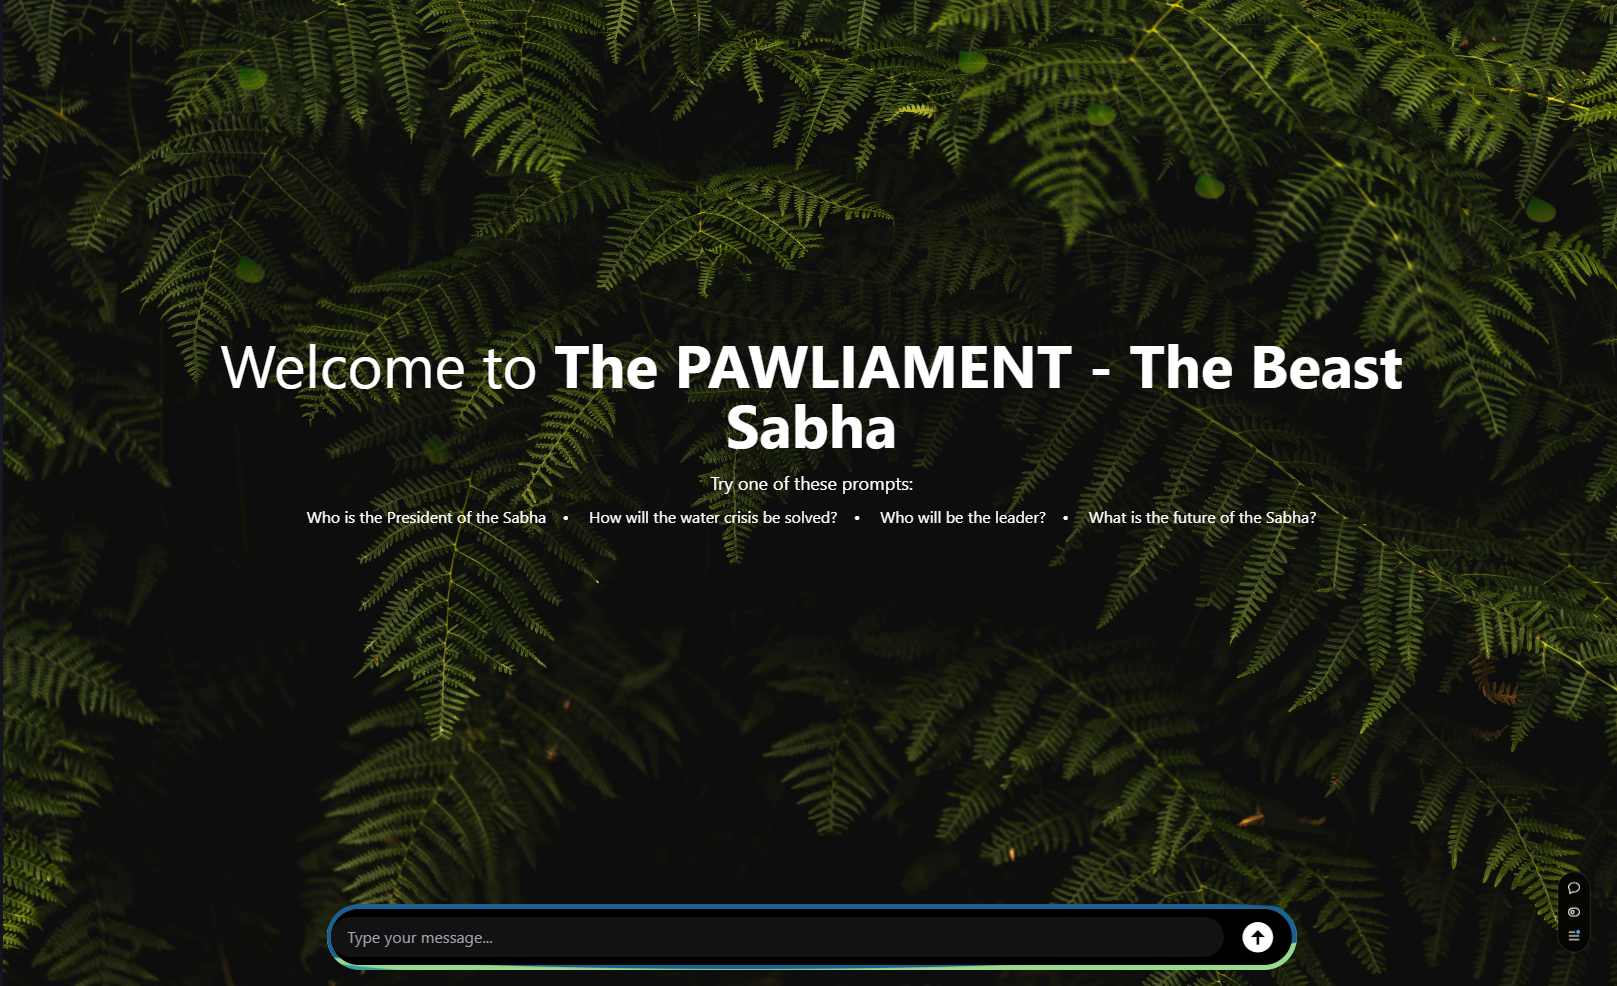 Welcome to The PAWLIAMENT - The Beast
Sabha
Try one of these prompts:
Who is the President of the Sabha • How will the water crisis be solved? • Who will be the leader? • What is the future of the Sabha?
Type your message...